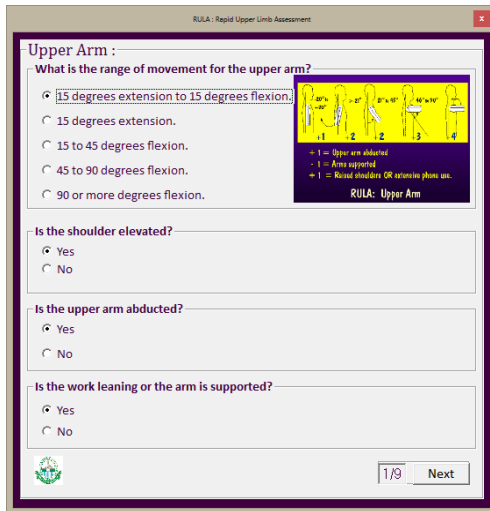 RULA : Rapid Upper Limb Assessment
x
Upper Arm :
What is the range of movement for the upper arm?
15 degrees extension to 15 degrees flexion.
15 degrees extension.
15 to 45 degrees flexion.
45 to 90 degrees flexion.
90 or more degrees flexion.
+1 +2 +2 +3 +4
+ 1 = Upper arm abducted
- 1 = Arms supported
+ 1 = Raised shoulders OR extensive phone use.
RULA: Upper Arm
Is the shoulder elevated?
Yes
No
Is the upper arm abducted?
Yes
No
Is the work leaning or the arm is supported?
Yes
No
1/9 Next